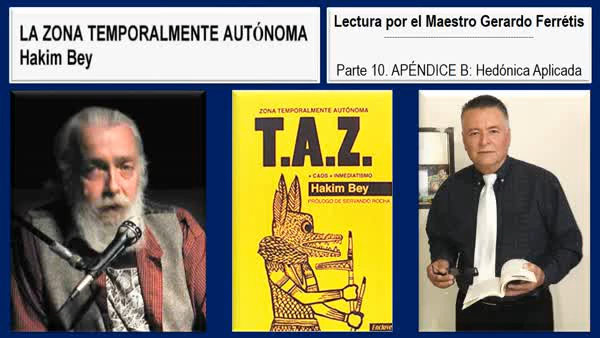 LA ZONA TEMPORALMENTE AUTÓNOMA
Hakim Bey
Lectura por el Maestro Gerardo Ferrétis
Parte 10. APÉNDICE B: Hedónica Aplicada
ZONA TEMPORALMENTE AUTÓNOMA
T.A.Z.
+ CAOS + INMEDIATISMO
Hakim Bey
PRÓLOGO DE SERVANDO ROCHA
Enclave